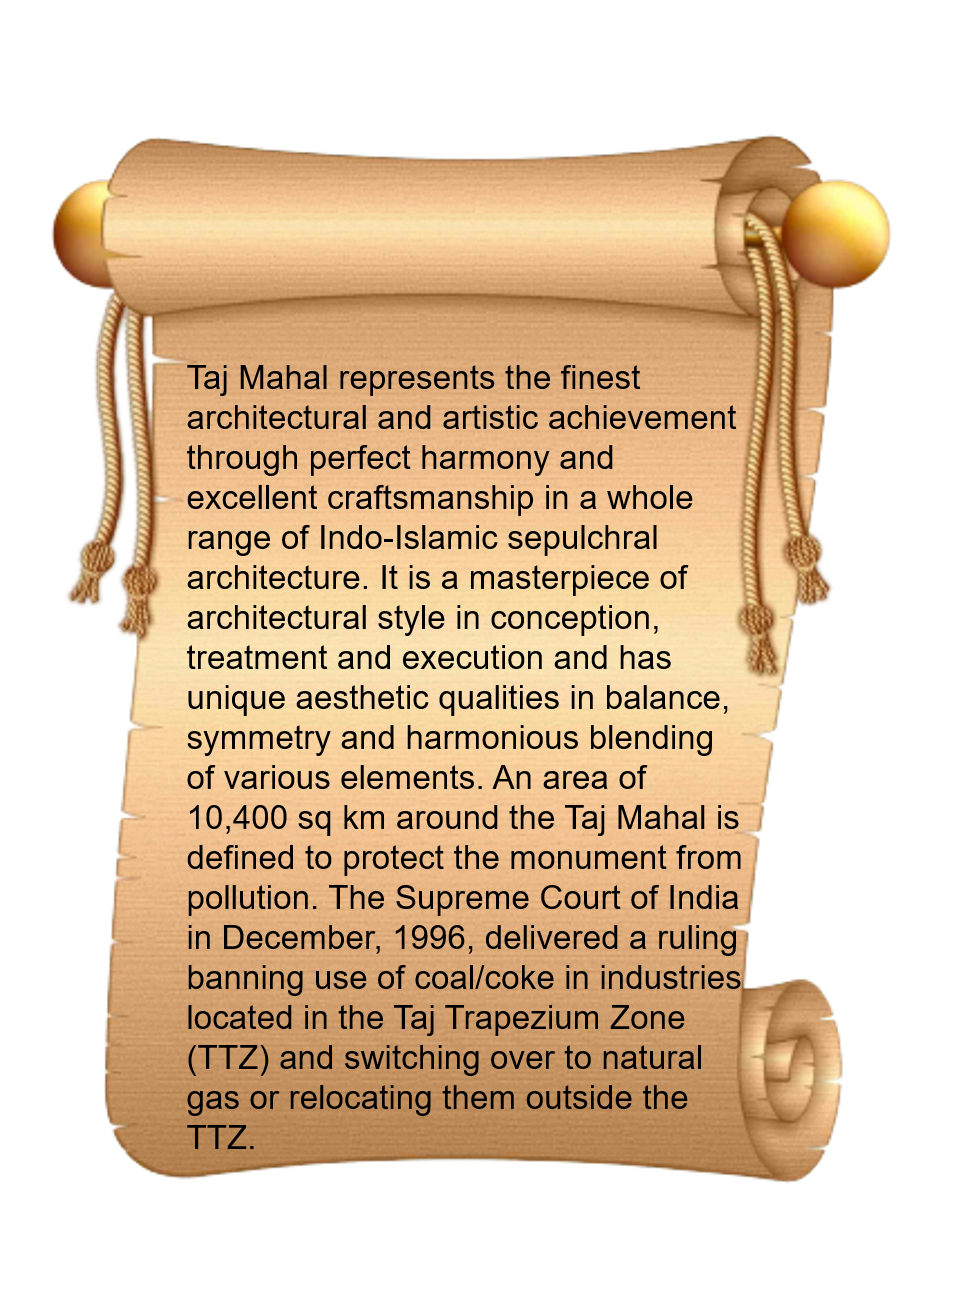 Taj Mahal represents the finest
architectural and artistic achievement
through perfect harmony and
excellent craftsmanship in a whole
range of Indo-Islamic sepulchral
architecture. It is a masterpiece of
architectural style in conception,
treatment and execution and has
unique aesthetic qualities in balance,
symmetry and harmonious blending
of various elements. An area of
10,400 sq km around the Taj Mahal is
defined to protect the monument from
pollution. The Supreme Court of India
in December, 1996, delivered a ruling
banning use of coal/coke in industries
located in the Taj Trapezium Zone
(TTZ) and switching over to natural
gas or relocating them outside the
TTZ.